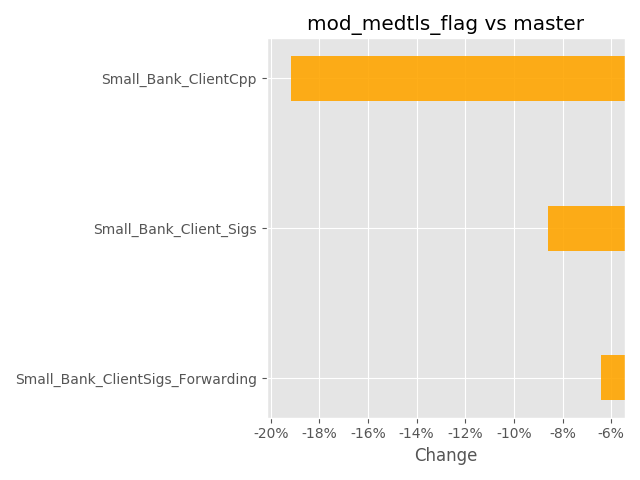 mod_medtls_flag vs master
Small_Bank_ClientCpp
Small_Bank_Client_Sigs
Small_Bank_ClientSigs_Forwarding
-20% -18% -16% -14% -12% -10% -8% -6%
Change